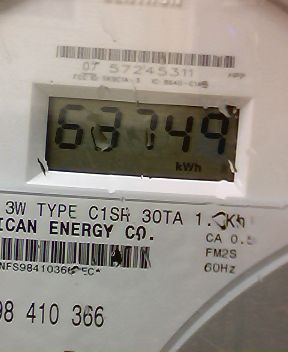 07 57245311
63749
kWh
3W TYPE C1SR 30TA
ICAN ENERGY CO.
CA 0.5
FM2S
60Hz
98 410 366